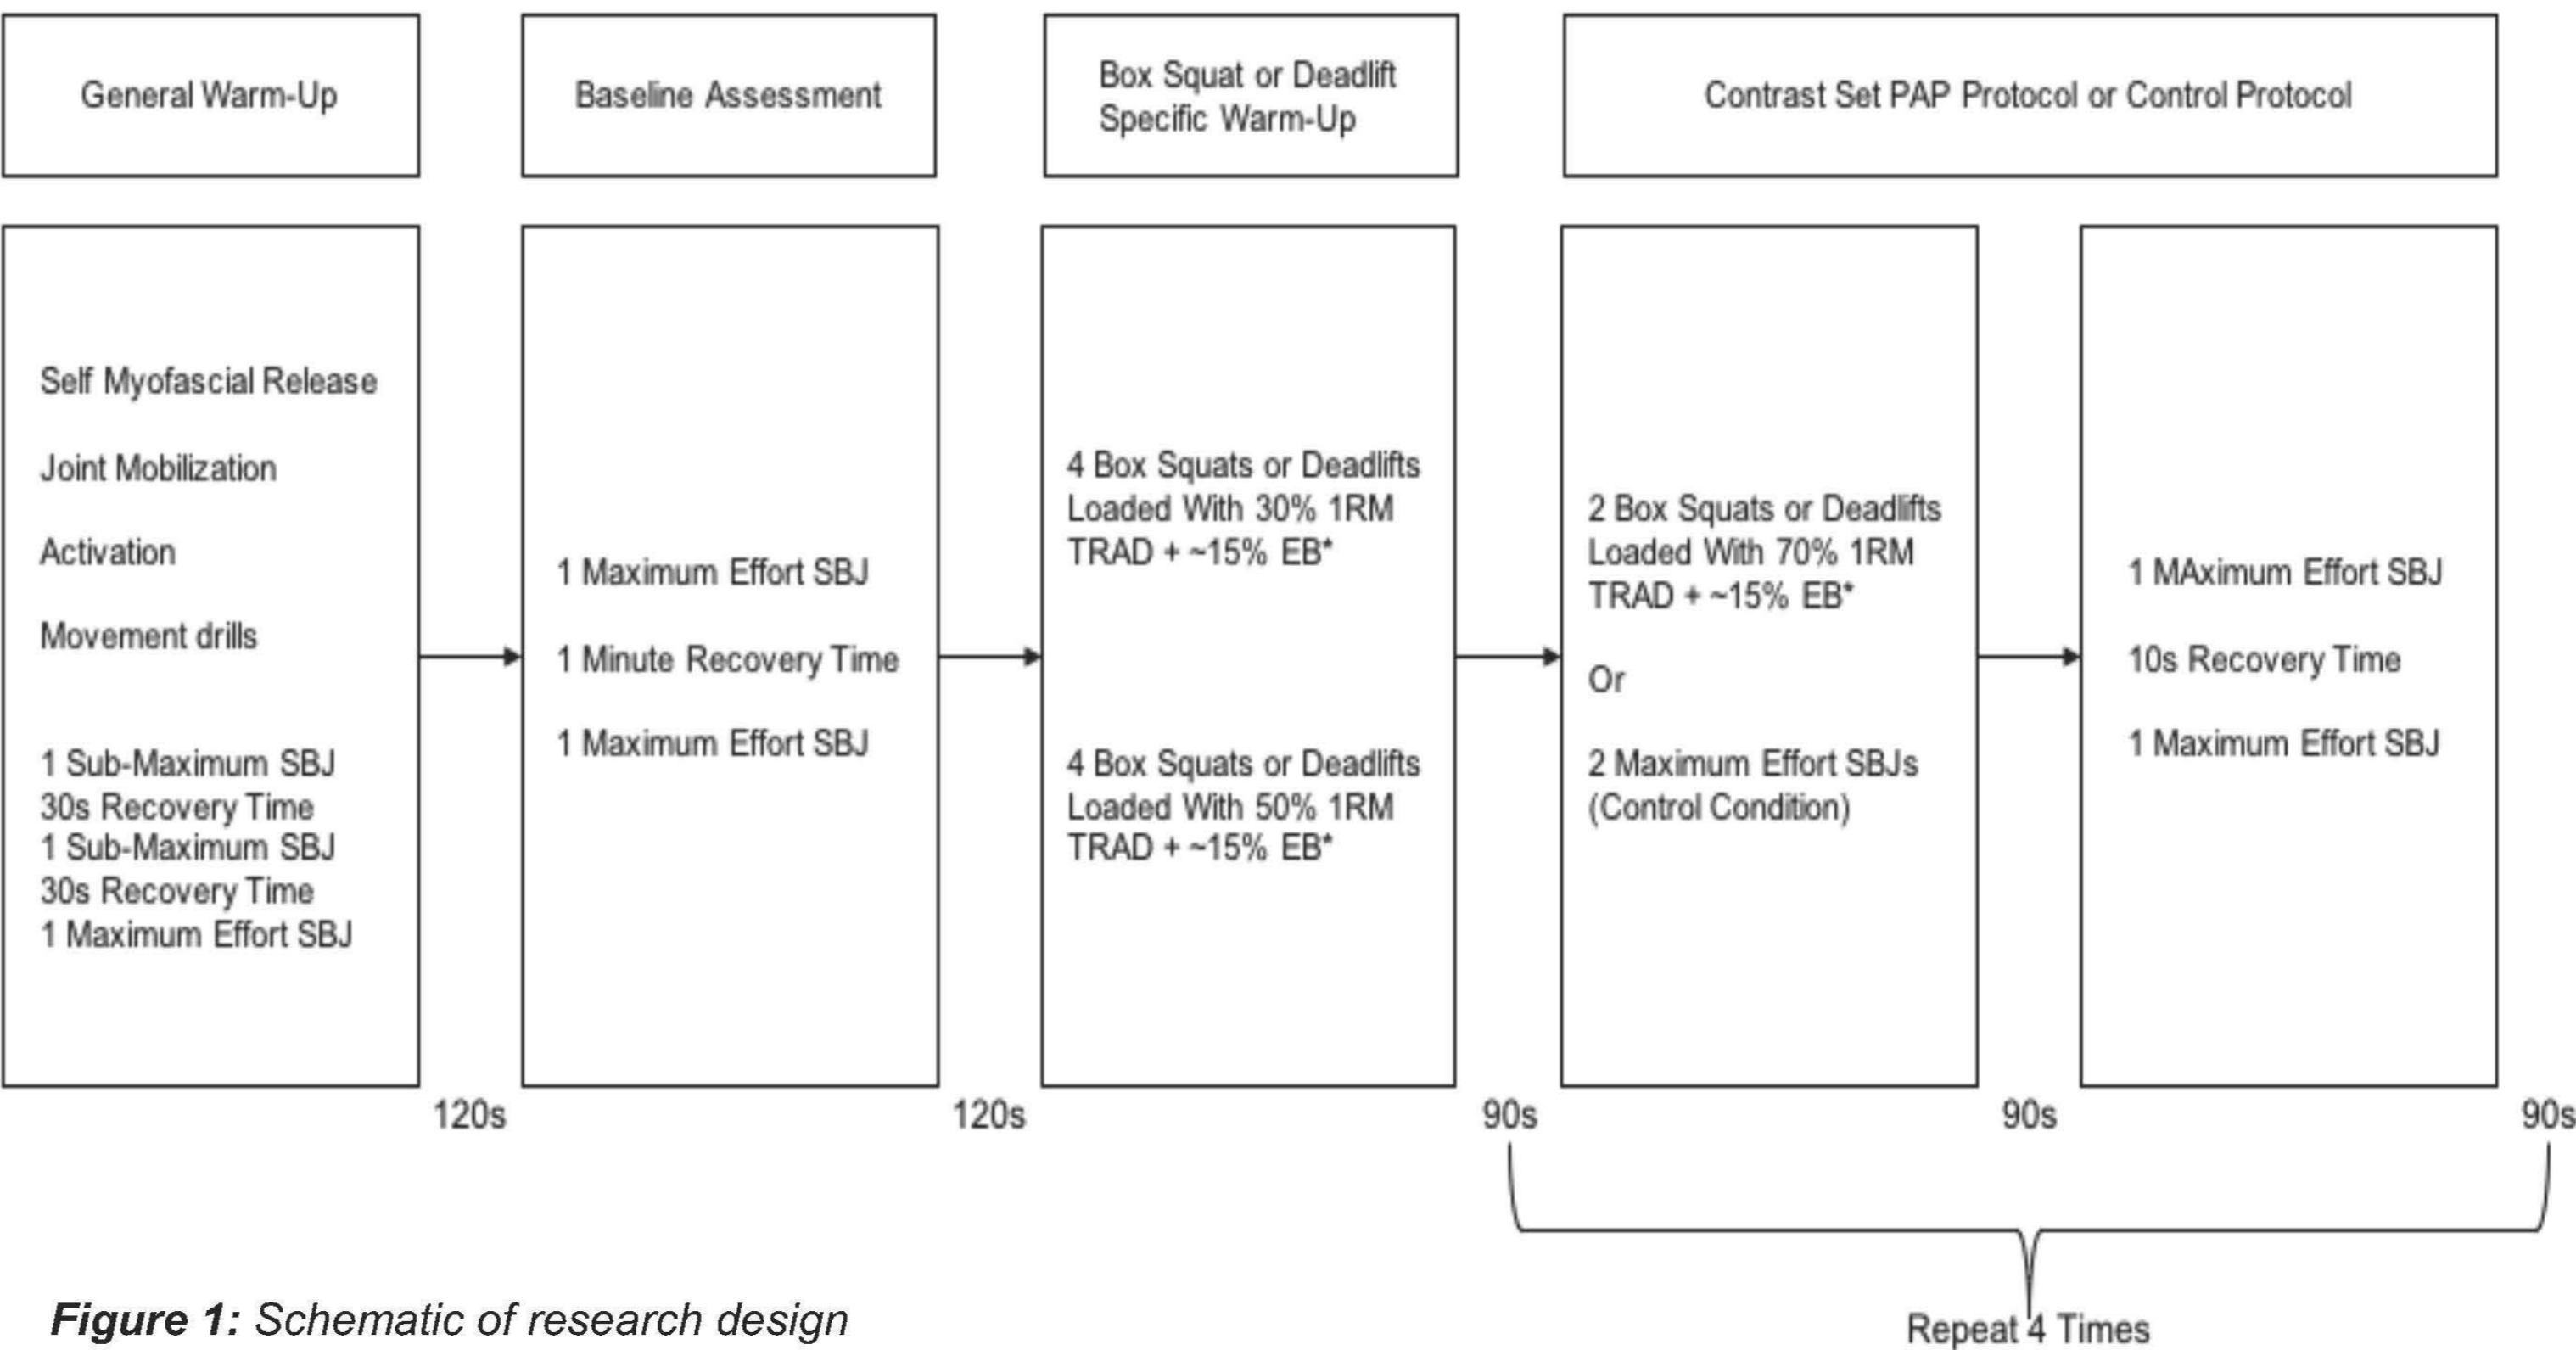 General Warm-Up
Baseline Assessment
Box Squat or Deadlift
Specific Warm-Up
Contrast Set PAP Protocol or Control Protocol
Self Myofascial Release
Joint Mobilization
Activation
Movement drills
1 Sub-Maximum SBJ
30s Recovery Time
1 Sub-Maximum SBJ
30s Recovery Time
1 Maximum Effort SBJ
120s
1 Maximum Effort SBJ
1 Minute Recovery Time
1 Maximum Effort SBJ
120s
4 Box Squats or Deadlifts
Loaded With 30% 1RM
TRAD + ~15% EB*
4 Box Squats or Deadlifts
Loaded With 50% 1RM
TRAD + ~15% EB*
90s
2 Box Squats or Deadlifts
Loaded With 70% 1RM
TRAD + ~15% EB*
Or
2 Maximum Effort SBJs
(Control Condition)
90s
1 MAximum Effort SBJ
10s Recovery Time
1 Maximum Effort SBJ
90s
Repeat 4 Times
Figure 1: Schematic of research design